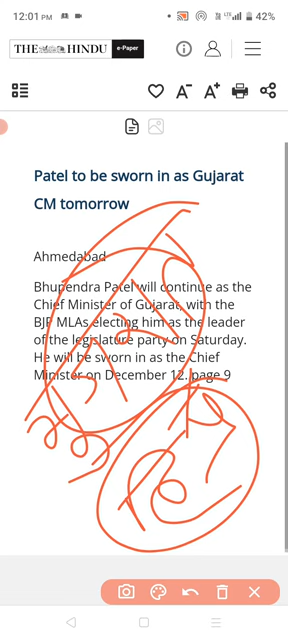 12:01 PM
LTE 42%
THE HINDU e-Paper
A- A+
Patel to be sworn in as Gujarat
CM tomorrow
Ahmedabad
Bhupendra Patel will continue as the
Chief Minister of Gujarat, with the
BJP MLAs electing him as the leader
of the legislature party on Saturday.
He will be sworn in as the Chief
Minister on December 12. page 9